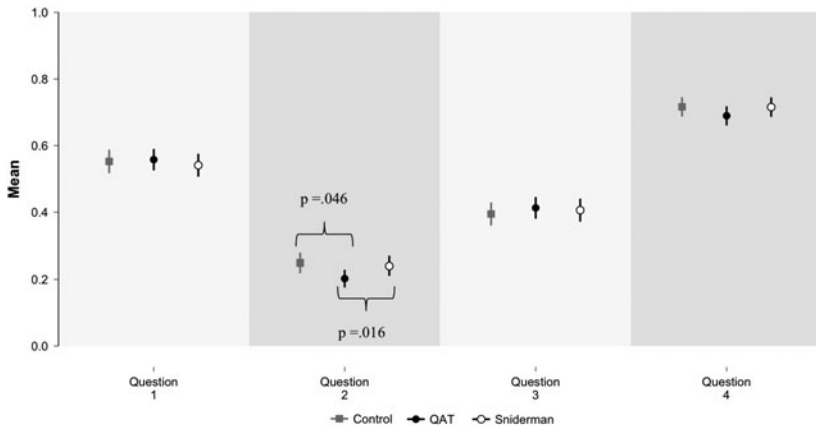 1.0
0.8
0.6
0.4
0.2
0.0
Mean
p =.046
p =.016
Question
1
Question
2
Question
3
Question
4
Control QAT Sniderman